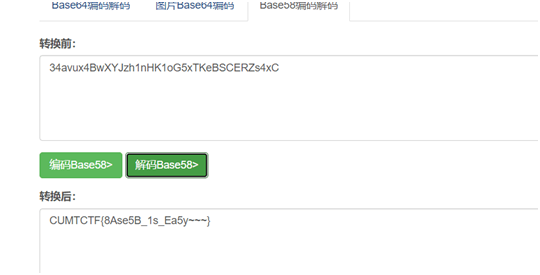 Base64编码解码 图片Base64编码 Base58编码解码
转换前：
34avux4BwXYJzh1nHK1oG5xTKeBSCERZs4xC
编码Base58> 解码Base58>
转换后：
CUMTCTF{8Ase5B_1s_Ea5y~~~}